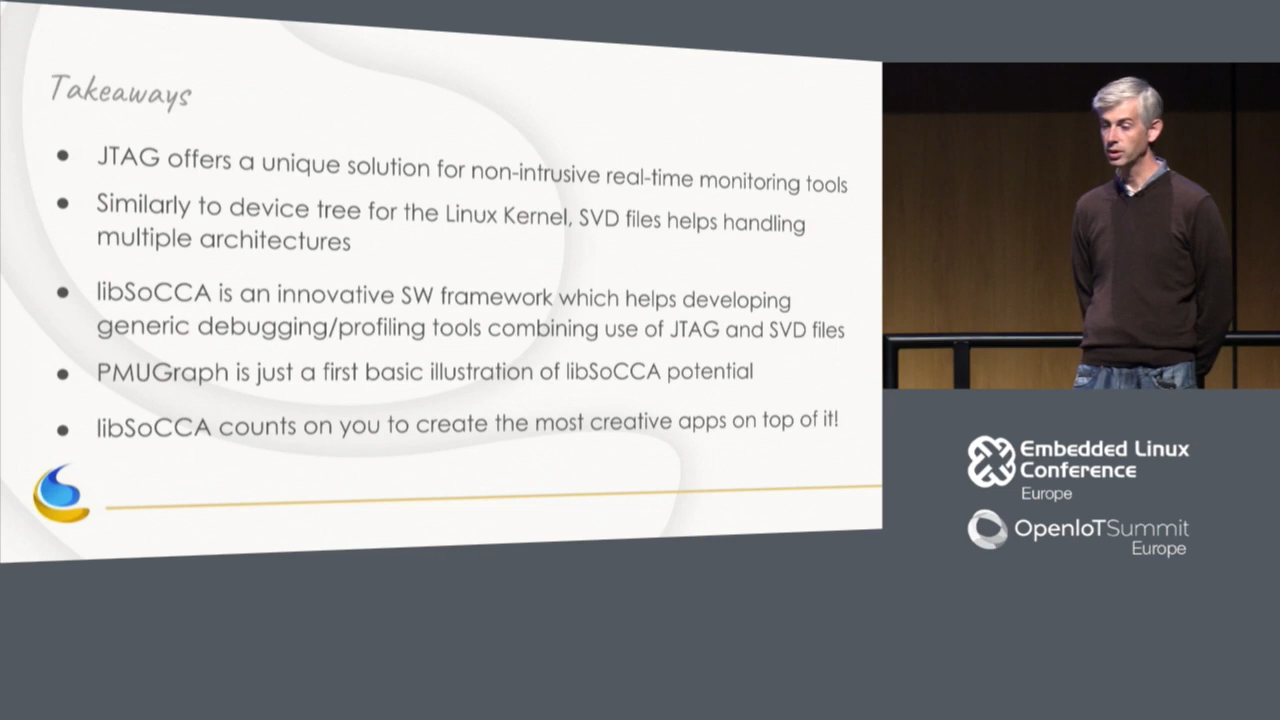 Takeaways
JTAG offers a unique solution for non-intrusive real-time monitoring tools
Similarly to device tree for the Linux Kernel, SVD files helps handling
multiple architectures
libSoCCA is an innovative SW framework which helps developing
generic debugging/profiling tools combining use of JTAG and SVD files
PMUGraph is just a first basic illustration of libSoCCA potential
libSoCCA counts on you to create the most creative apps on top of it!
Embedded Linux
Conference
Europe
OpenIoTSummit
Europe